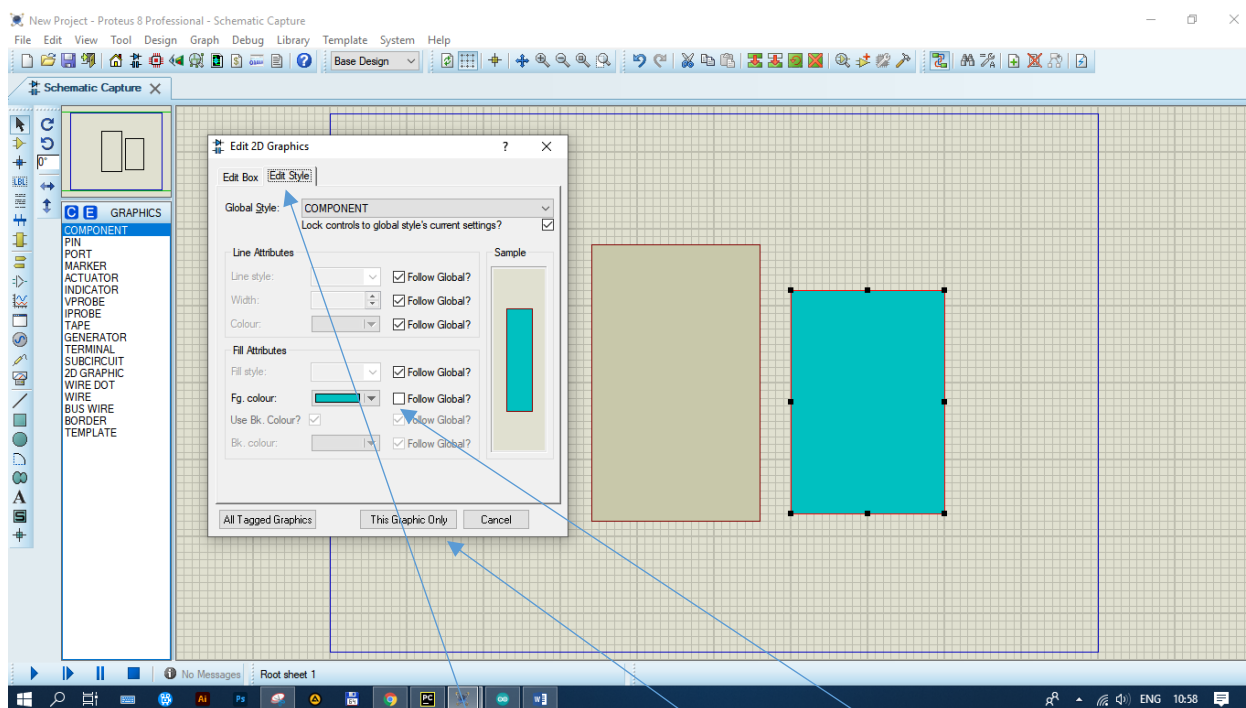 New Project - Proteus 8 Professional - Schematic Capture
File Edit View Tool Design Graph Debug Library Template System Help
Base Design
Schematic Capture
0°
LBL
C E GRAPHICS
COMPONENT
PIN
PORT
MARKER
ACTUATOR
INDICATOR
VPROBE
IPROBE
TAPE
GENERATOR
TERMINAL
SUBCIRCUIT
2D GRAPHIC
WIRE DOT
WIRE
BUS WIRE
BORDER
TEMPLATE
A
S
Edit 2D Graphics ? ×
Edit Box Edit Style
Global Style: COMPONENT
Lock controls to global style's current settings?
Line Attributes
Line style: Follow Global?
Width: Follow Global?
Colour: Follow Global?
Fill Attributes
Fill style: Follow Global?
Fg. colour: Follow Global?
Use Bk. Colour? Follow Global?
Bk. colour: Follow Global?
Sample
All Tagged Graphics This Graphic Only Cancel
No Messages Root sheet 1
Ai Ps PC W ENG 10:58